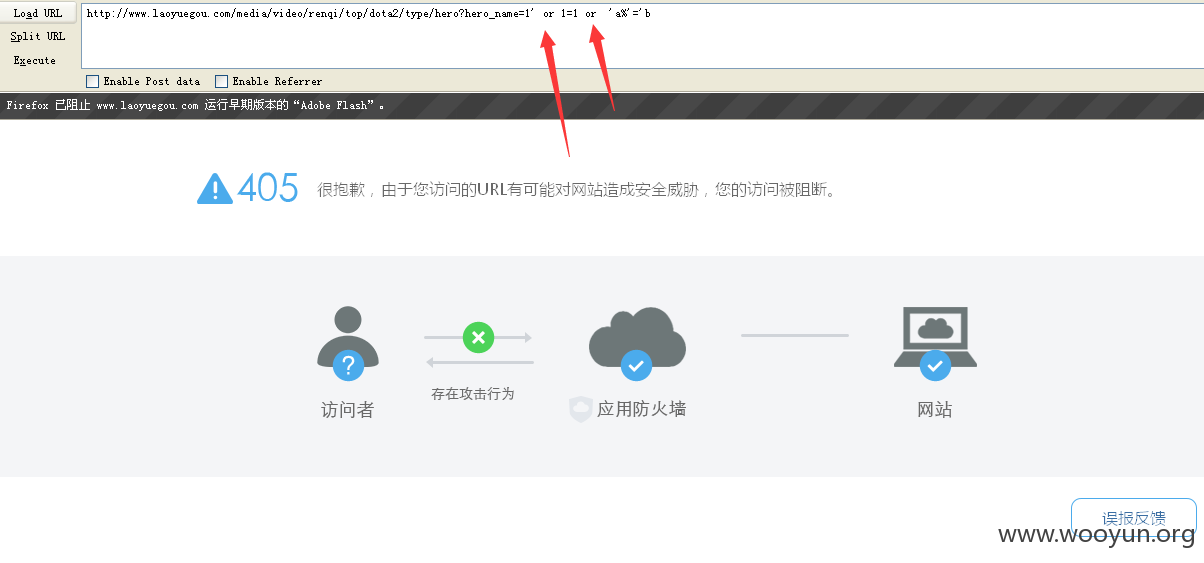 Load URL
http://www.laoyuegou.com/media/video/renqi/top/dota2/type/hero?hero_name=1' or 1=1 or 'a%'='b
Split URL
Execute
Enable Post data Enable Referrer
Firefox 已阻止 www.laoyuegou.com 运行早期版本的“Adobe Flash”。
405 很抱歉，由于您访问的URL有可能对网站造成安全威胁，您的访问被阻断。
?
存在攻击行为
访问者 应用防火墙 网站
误报反馈
www.wooyun.org